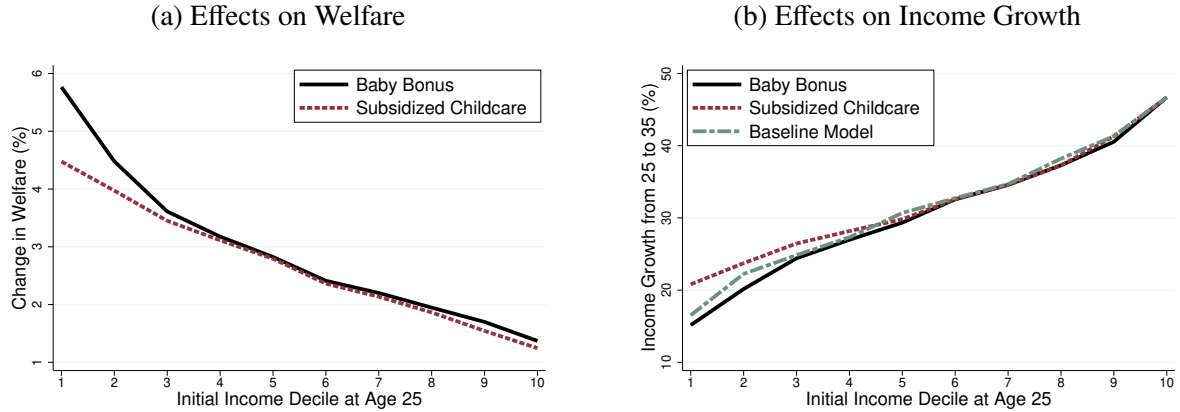 (a) Effects on Welfare
Change in Welfare (%)
6
5
4
3
2
1
Baby Bonus
Subsidized Childcare
1 2 3 4 5 6 7 8 9 10
Initial Income Decile at Age 25
(b) Effects on Income Growth
Income Growth from 25 to 35 (%)
50
40
30
20
10
Baby Bonus
Subsidized Childcare
Baseline Model
1 2 3 4 5 6 7 8 9 10
Initial Income Decile at Age 25